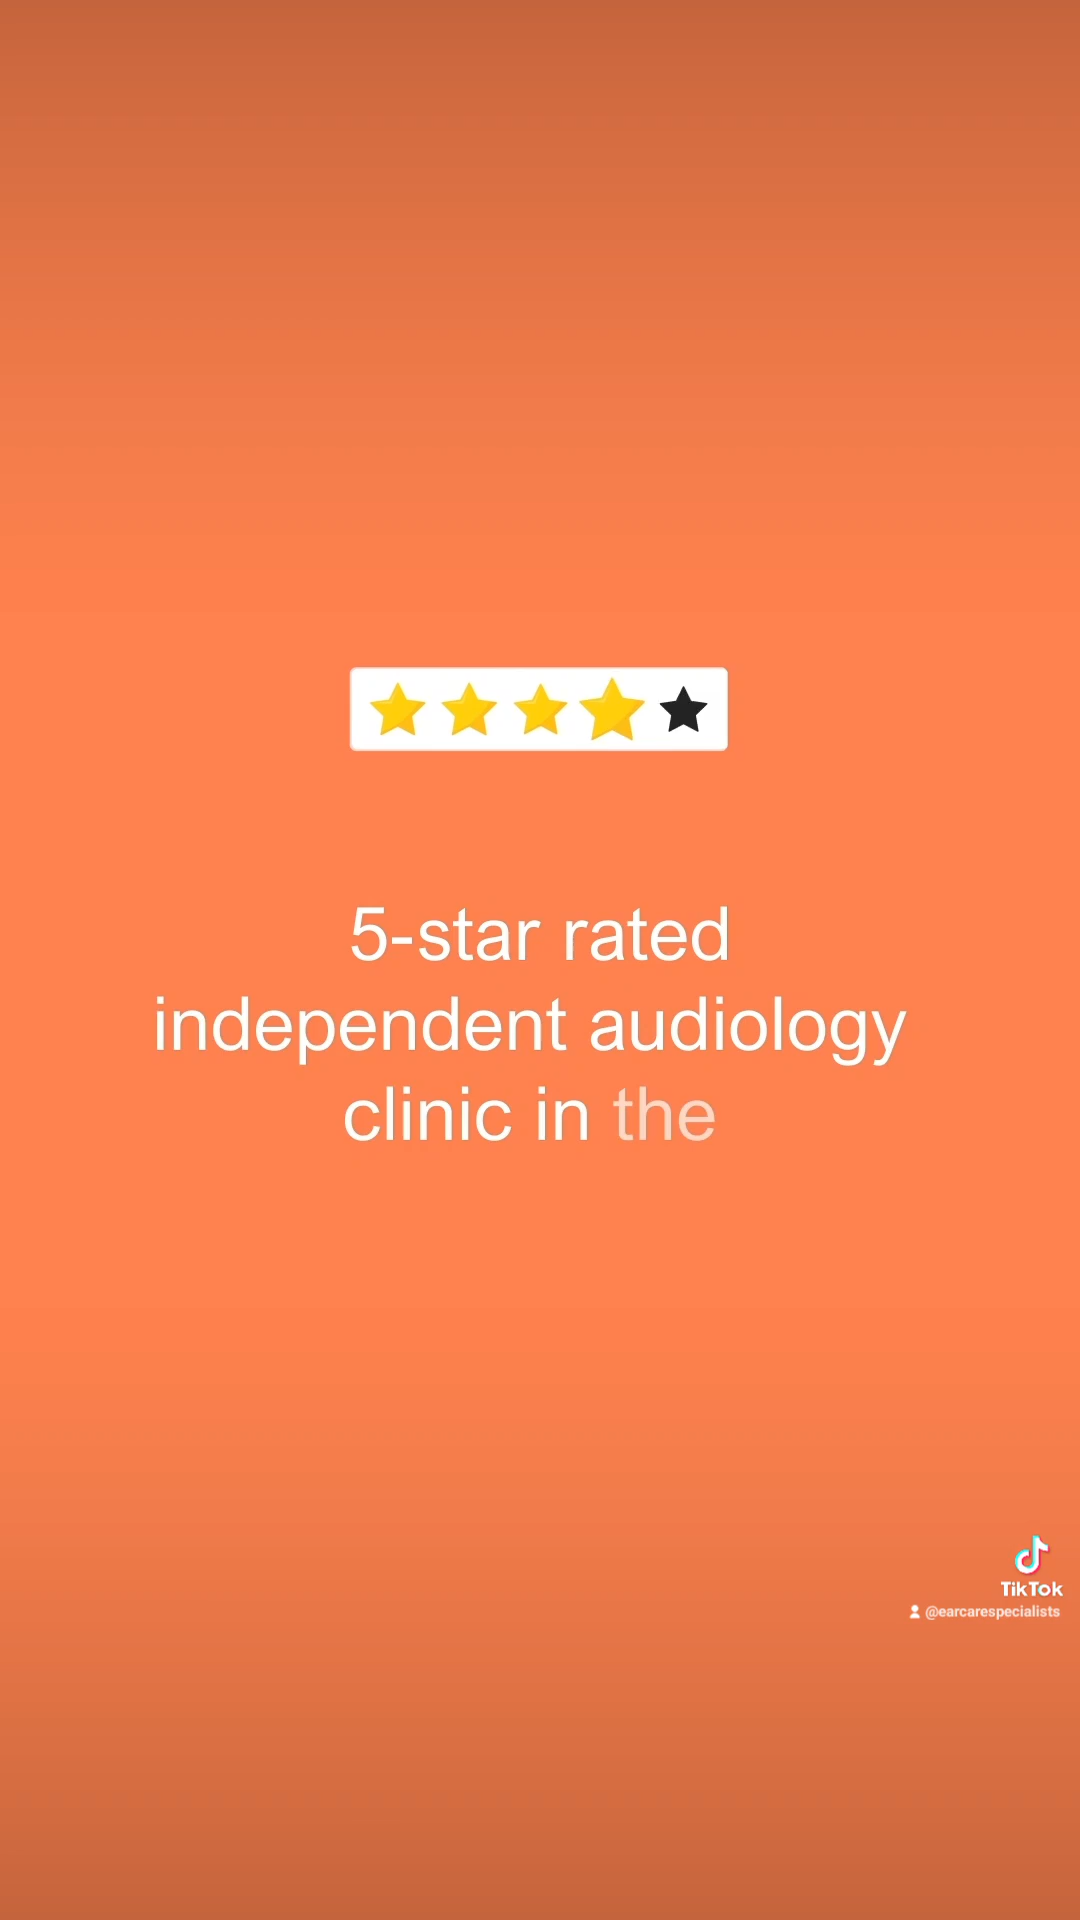 5-star rated
independent audiology
clinic in the
TikTok
@earcarespecialists